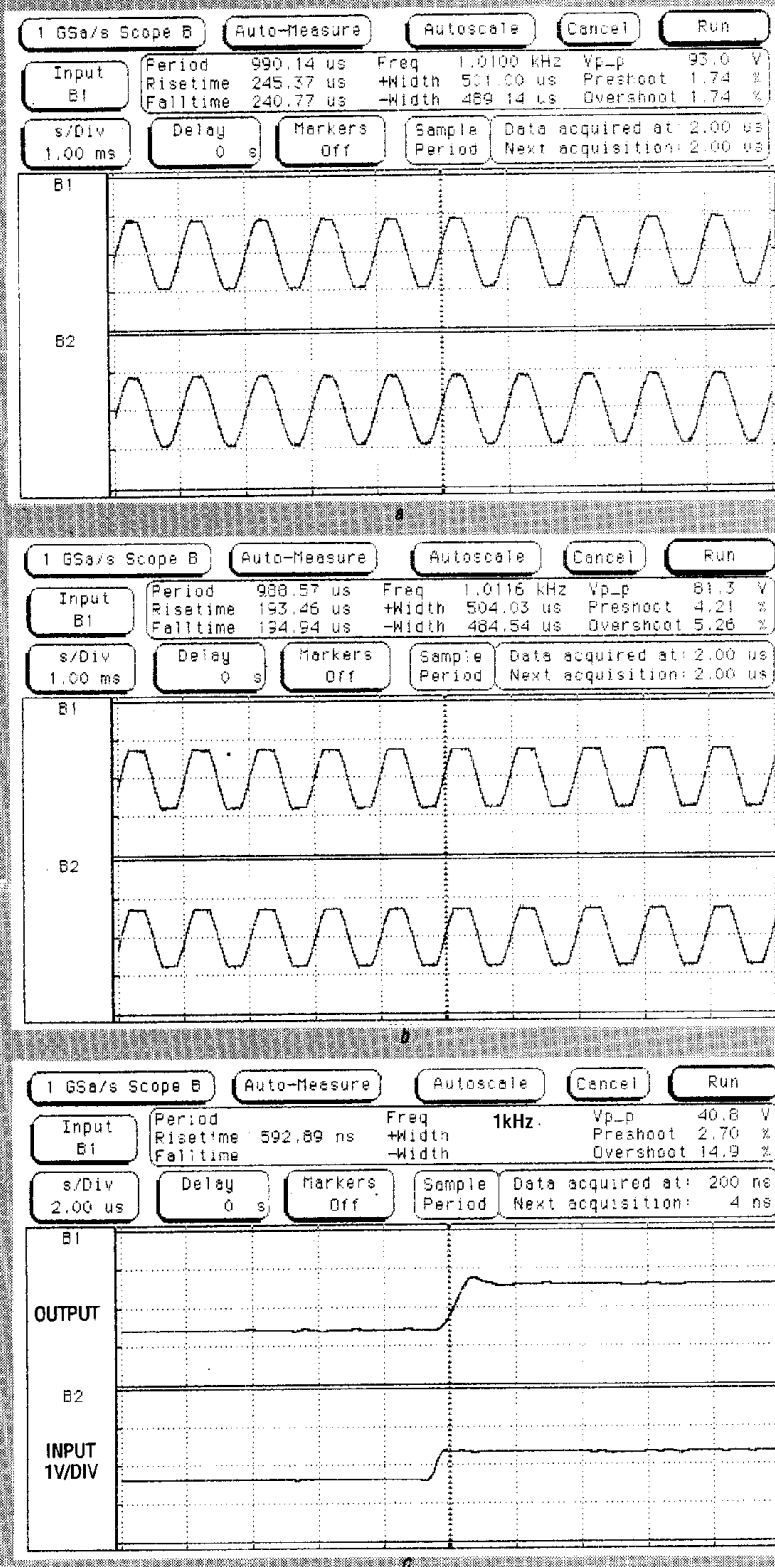 1 GSa/s Scope B Auto-Measure Autoscale Cancel Run
Input B1
Period 990.14 us Freq 1.0100 kHz Vp_p 93.0 V
Risetime 245.37 us +Width 501.00 us Preshoot 1.74 %
Falltime 240.77 us -Width 489.14 us Overshoot 1.74 %
s/Div 1.00 ms
Delay 0 s
Markers Off
Sample Period
Data acquired at: 2.00 us
Next acquisition: 2.00 us
B1
B2
a
1 GSa/s Scope B Auto-Measure Autoscale Cancel Run
Input B1
Period 988.57 us Freq 1.0116 kHz Vp_p 81.3 V
Risetime 193.46 us +Width 504.03 us Preshoot 4.21 %
Falltime 194.94 us -Width 484.54 us Overshoot 5.26 %
s/Div 1.00 ms
Delay 0 s
Markers Off
Sample Period
Data acquired at: 2.00 us
Next acquisition: 2.00 us
B1
B2
b
1 GSa/s Scope B Auto-Measure Autoscale Cancel Run
Input B1
Period Freq 1kHz Vp_p 40.8 V
Risetime 592.89 ns +Width Preshoot 2.70 %
Falltime -Width Overshoot 14.9 %
s/Div 2.00 us
Delay 0 s
Markers Off
Sample Period
Data acquired at: 200 ns
Next acquisition: 4 ns
B1
OUTPUT
B2
INPUT
1V/DIV
c